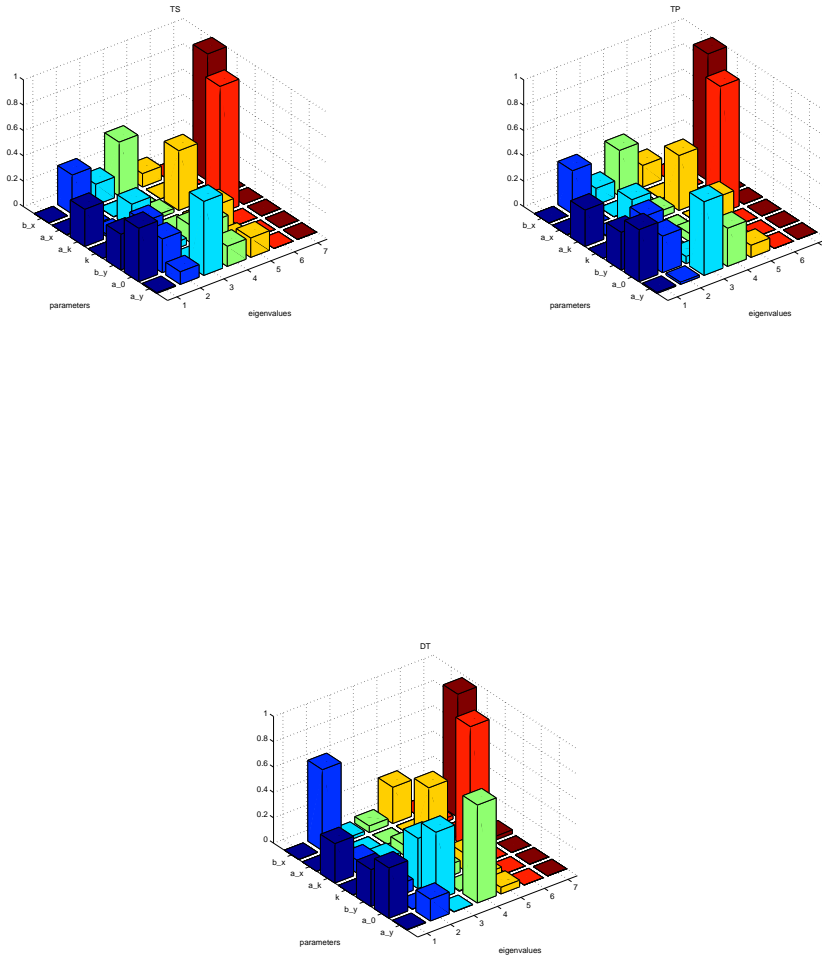 TS
1
0.8
0.6
0.4
0.2
0
b_x
a_x
a_k
k
b_y
a_0
a_y
1
2
3
4
5
6
7
parameters
eigenvalues
TP
1
0.8
0.6
0.4
0.2
0
b_x
a_x
a_k
k
b_y
a_0
a_y
1
2
3
4
5
6
parameters
eigenvalues
DT
1
0.8
0.6
0.4
0.2
0
b_x
a_x
a_k
k
b_y
a_0
a_y
1
2
3
4
5
6
7
parameters
eigenvalues